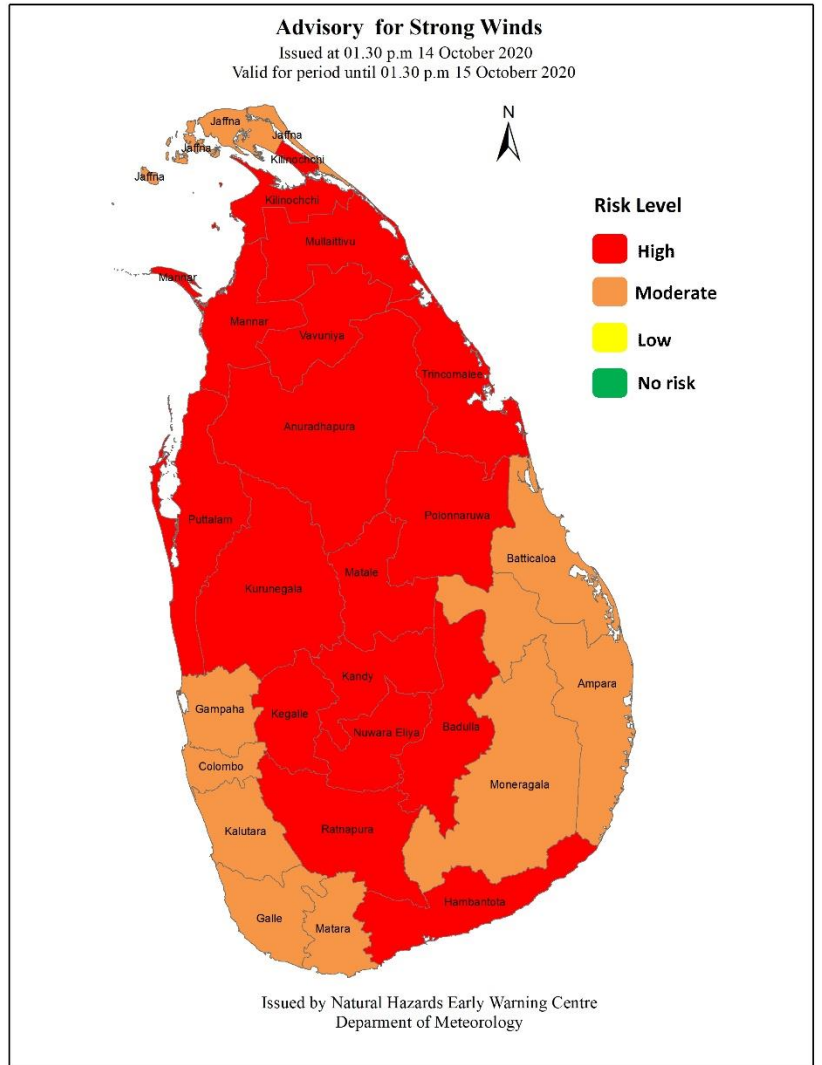 Advisory for Strong Winds
Issued at 01.30 p.m 14 October 2020
Valid for period until 01.30 p.m 15 Octoberr 2020
N
Jaffna
Jaffna
Jaffna
Kilinochchi
Jaffna
Kilinochchi
Mullaittivu
Mannar
Mannar
Vavuniya
Trincomalee
Anuradhapura
Puttalam
Polonnaruwa
Batticaloa
Matale
Kurunegala
Kandy
Ampara
Gampaha
Kegalle
Nuwara Eliya
Badulla
Colombo
Moneragala
Kalutara
Ratnapura
Hambantota
Galle
Matara
Risk Level
High
Moderate
Low
No risk
Issued by Natural Hazards Early Warning Centre
Deparment of Meteorology